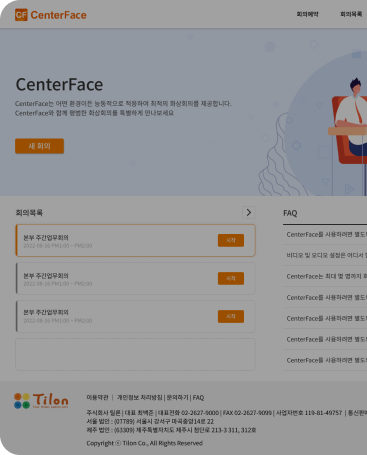 CF CenterFace
회의예약 회의목록
CenterFace
CenterFace는 어떤 환경이든 능동적으로 적응하여 최적의 화상회의를 제공합니다.
CenterFace와 함께 평범한 화상회의를 특별하게 만나보세요
새 회의
회의목록
본부 주간업무회의
2022-08-16 PM1:00 ~ PM2:00
시작
본부 주간업무회의
2022-08-16 PM1:00 ~ PM2:00
시작
본부 주간업무회의
2022-08-16 PM1:00 ~ PM2:00
시작
FAQ
CenterFace를 사용하려면 별도
비디오 및 오디오 설정은 어디서
CenterFace는 최대 몇 명까지
CenterFace를 사용하려면 별도
CenterFace를 사용하려면 별도
CenterFace를 사용하려면 별도
CenterFace를 사용하려면 별도
Tilon
이용약관 | 개인정보 처리방침 | 문의하기 | FAQ
주식회사 틸론 | 대표 최백준 | 대표전화 02-2627-9000 | FAX 02-2627-9099 | 사업자번호 119-81-49757 | 통신판매
서울 법인 : (07789) 서울시 강서구 마곡중앙14로 22
제주 법인 : (63309) 제주특별자치도 제주시 첨단로 213-3 311, 312호
Copyright ⓒ Tilon Co., All Rights Reserved